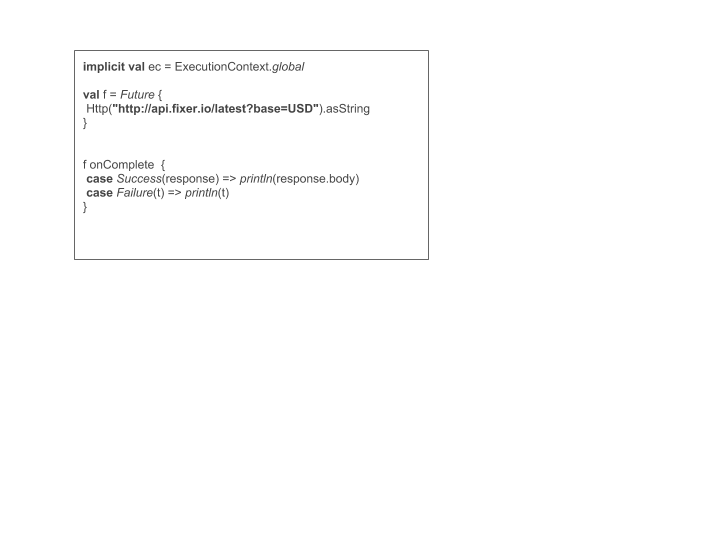 implicit val ec = ExecutionContext.global
val f = Future {
Http("http://api.fixer.io/latest?base=USD").asString
}
f onComplete {
case Success(response) => println(response.body)
case Failure(t) => println(t)
}